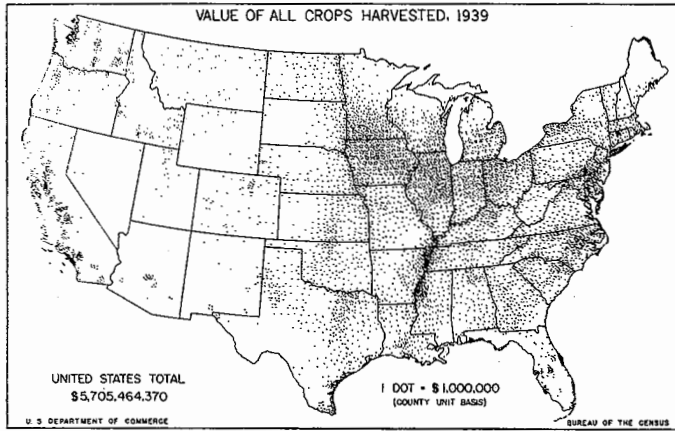 VALUE OF ALL CROPS HARVESTED, 1939
UNITED STATES TOTAL
$5,705,464,370
1 DOT = $1,000,000
(COUNTY UNIT BASIS)
U. S DEPARTMENT OF COMMERCE
BUREAU OF THE CENSUS